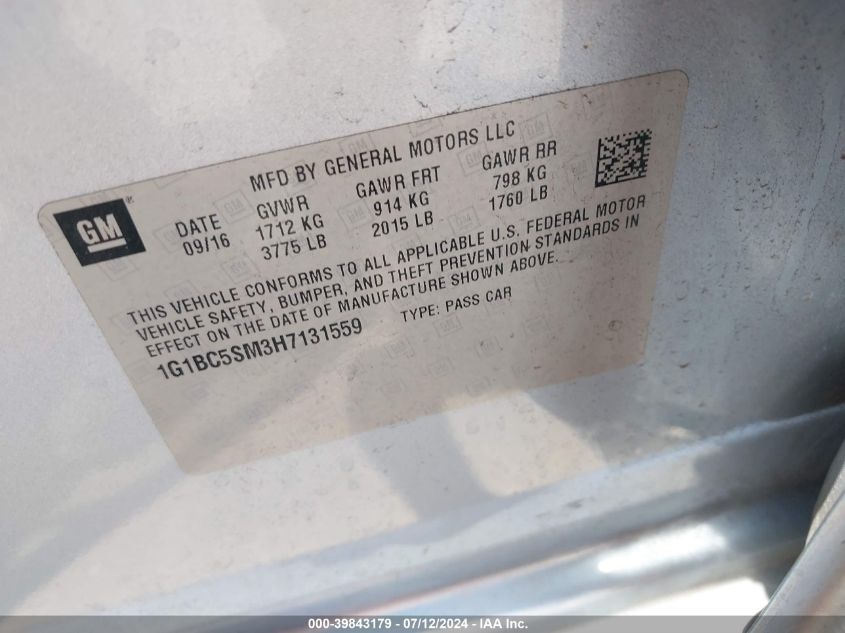 MFD BY GENERAL MOTORS LLC
GM
DATE GVWR GAWR FRT GAWR RR
09/16 1712 KG 914 KG 798 KG
3775 LB 2015 LB 1760 LB
THIS VEHICLE CONFORMS TO ALL APPLICABLE U.S. FEDERAL MOTOR
VEHICLE SAFETY, BUMPER, AND THEFT PREVENTION STANDARDS IN
EFFECT ON THE DATE OF MANUFACTURE SHOWN ABOVE.
1G1BC5SM3H7131559 TYPE: PASS CAR
000-39843179 - 07/12/2024 - IAA Inc.